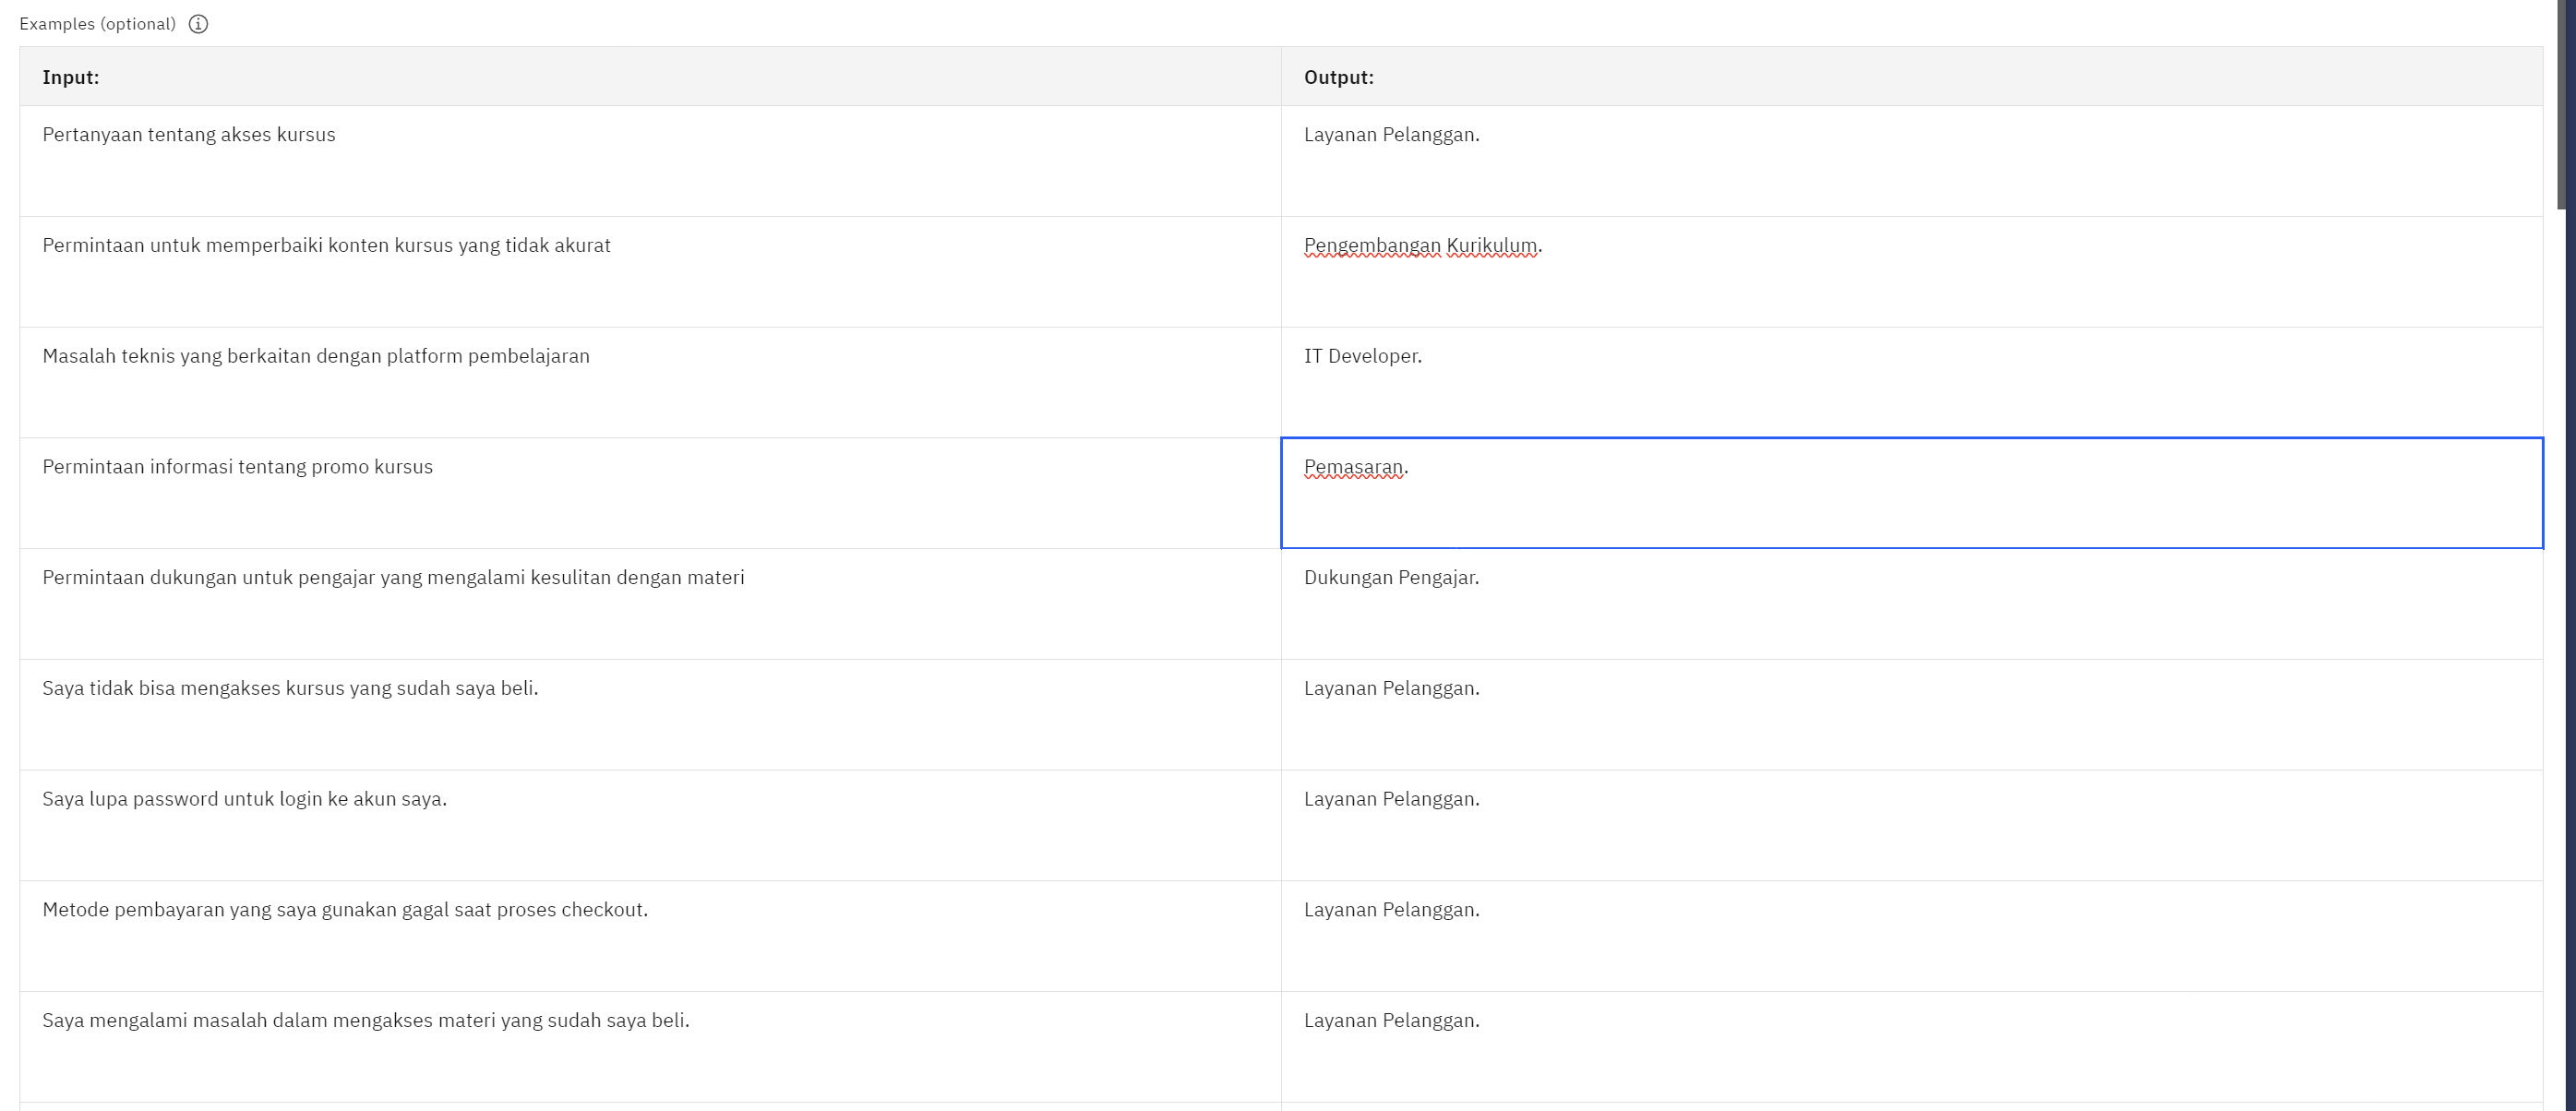 Examples (optional)
Input:
Output:
Pertanyaan tentang akses kursus
Layanan Pelanggan.
Permintaan untuk memperbaiki konten kursus yang tidak akurat
Pengembangan Kurikulum.
Masalah teknis yang berkaitan dengan platform pembelajaran
IT Developer.
Permintaan informasi tentang promo kursus
Pemasaran.
Permintaan dukungan untuk pengajar yang mengalami kesulitan dengan materi
Dukungan Pengajar.
Saya tidak bisa mengakses kursus yang sudah saya beli.
Layanan Pelanggan.
Saya lupa password untuk login ke akun saya.
Layanan Pelanggan.
Metode pembayaran yang saya gunakan gagal saat proses checkout.
Layanan Pelanggan.
Saya mengalami masalah dalam mengakses materi yang sudah saya beli.
Layanan Pelanggan.